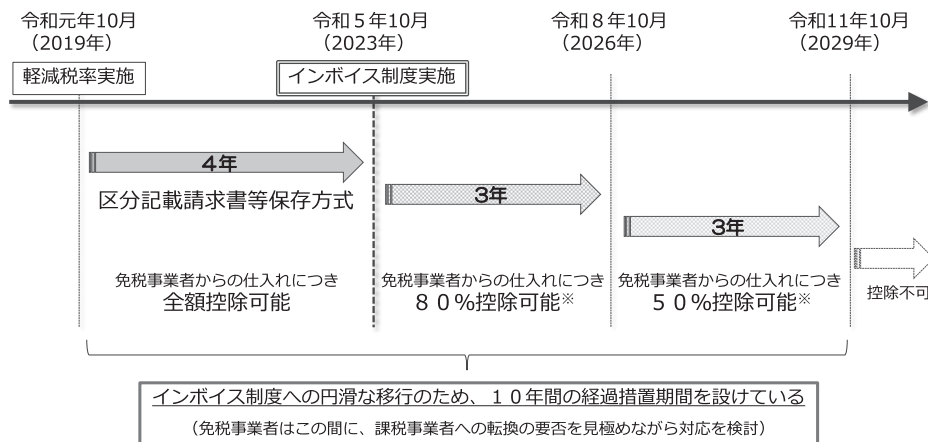 令和元年10月
（2019年）
令和５年10月
（2023年）
令和８年10月
（2026年）
令和11年10月
（2029年）
軽減税率実施
インボイス制度実施
４年
区分記載請求書等保存方式
3年
3年
免税事業者からの仕入れにつき
全額控除可能
免税事業者からの仕入れにつき
８０％控除可能※
免税事業者からの仕入れにつき
５０％控除可能※
控除不可
インボイス制度への円滑な移行のため、１０年間の経過措置期間を設けている
（免税事業者はこの間に、課税事業者への転換の要否を見極めながら対応を検討）